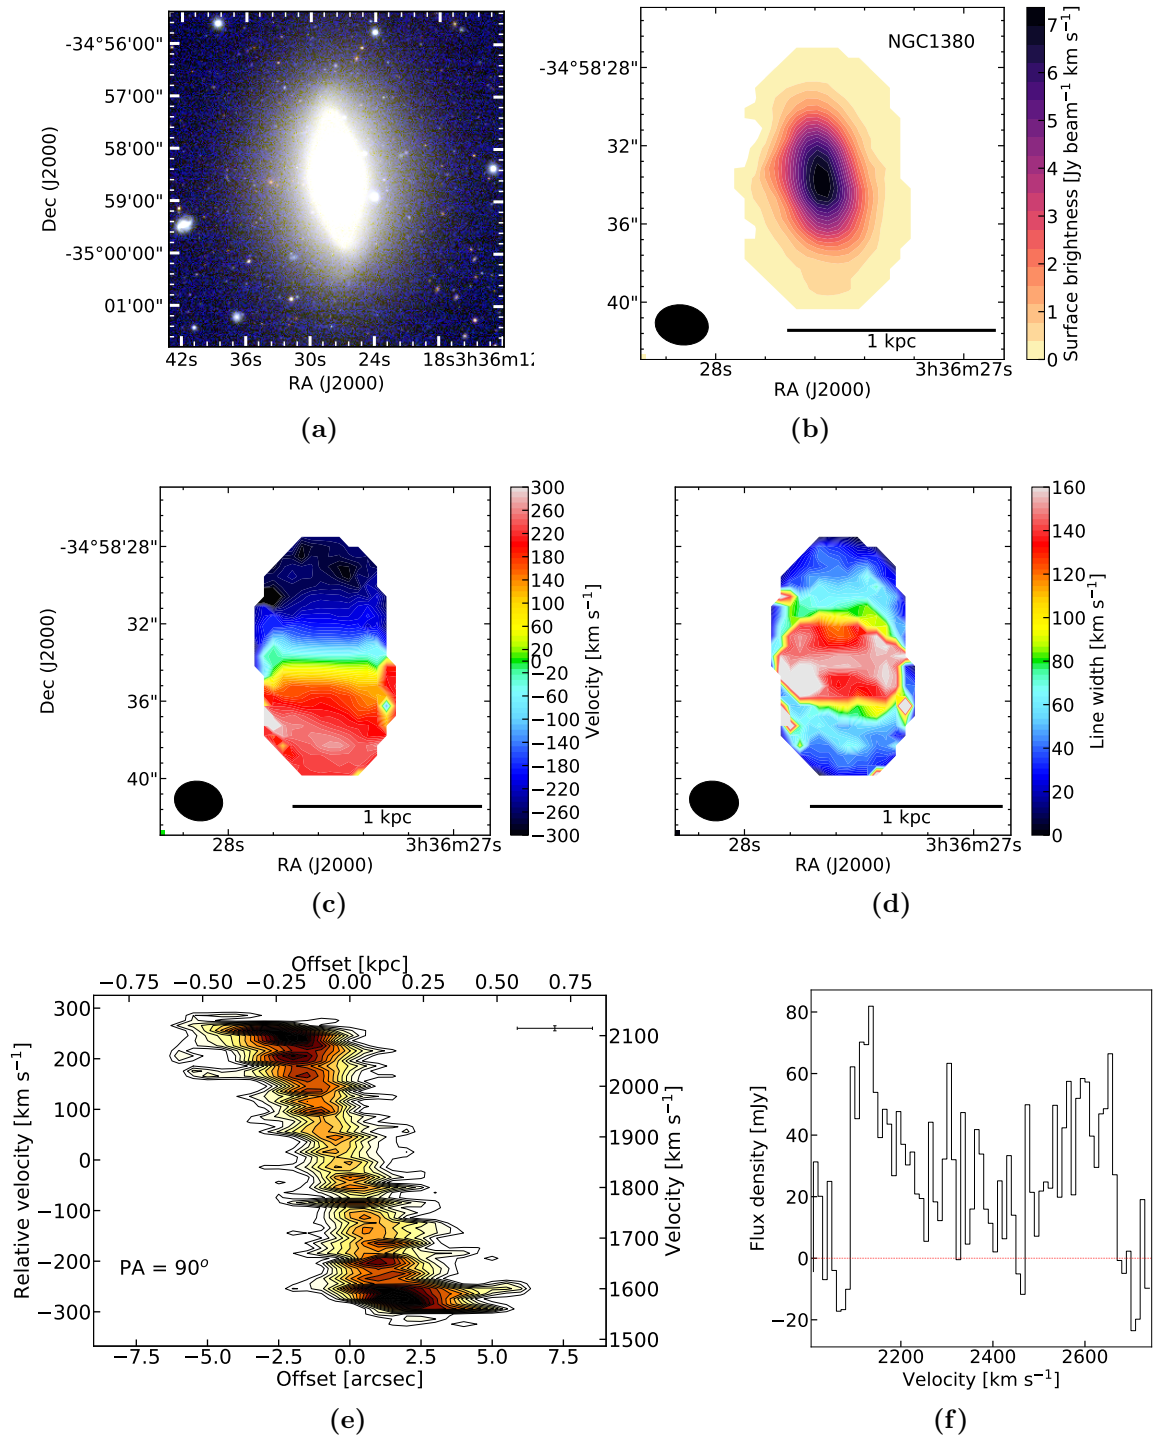 -34°56'00"
57'00"
58'00"
59'00"
-35°00'00"
01'00"
Dec (J2000)
42s 36s 30s 24s 18s 3h36m12
RA (J2000)
(a)
NGC1380
-34°58'28"
32"
36"
40"
1 kpc
28s 3h36m27s
RA (J2000)
7
6
5
4
3
2
1
0
Surface brightness [Jy beam⁻¹ km s⁻¹]
(b)
-34°58'28"
32"
36"
40"
Dec (J2000)
1 kpc
28s 3h36m27s
RA (J2000)
300
260
220
180
140
100
60
20
0
−20
−60
−100
−140
−180
−220
−260
−300
Velocity [km s⁻¹]
(c)
1 kpc
28s 3h36m27s
RA (J2000)
160
140
120
100
80
60
40
20
0
Line width [km s⁻¹]
(d)
Offset [kpc]
−0.75 −0.50 −0.25 0.00 0.25 0.50 0.75
300
200
100
0
−100
−200
−300
Relative velocity [km s⁻¹]
PA = 90°
2100
2000
1900
1800
1700
1600
1500
Velocity [km s⁻¹]
−7.5 −5.0 −2.5 0.0 2.5 5.0 7.5
Offset [arcsec]
(e)
80
60
40
20
0
−20
Flux density [mJy]
2200 2400 2600
Velocity [km s⁻¹]
(f)